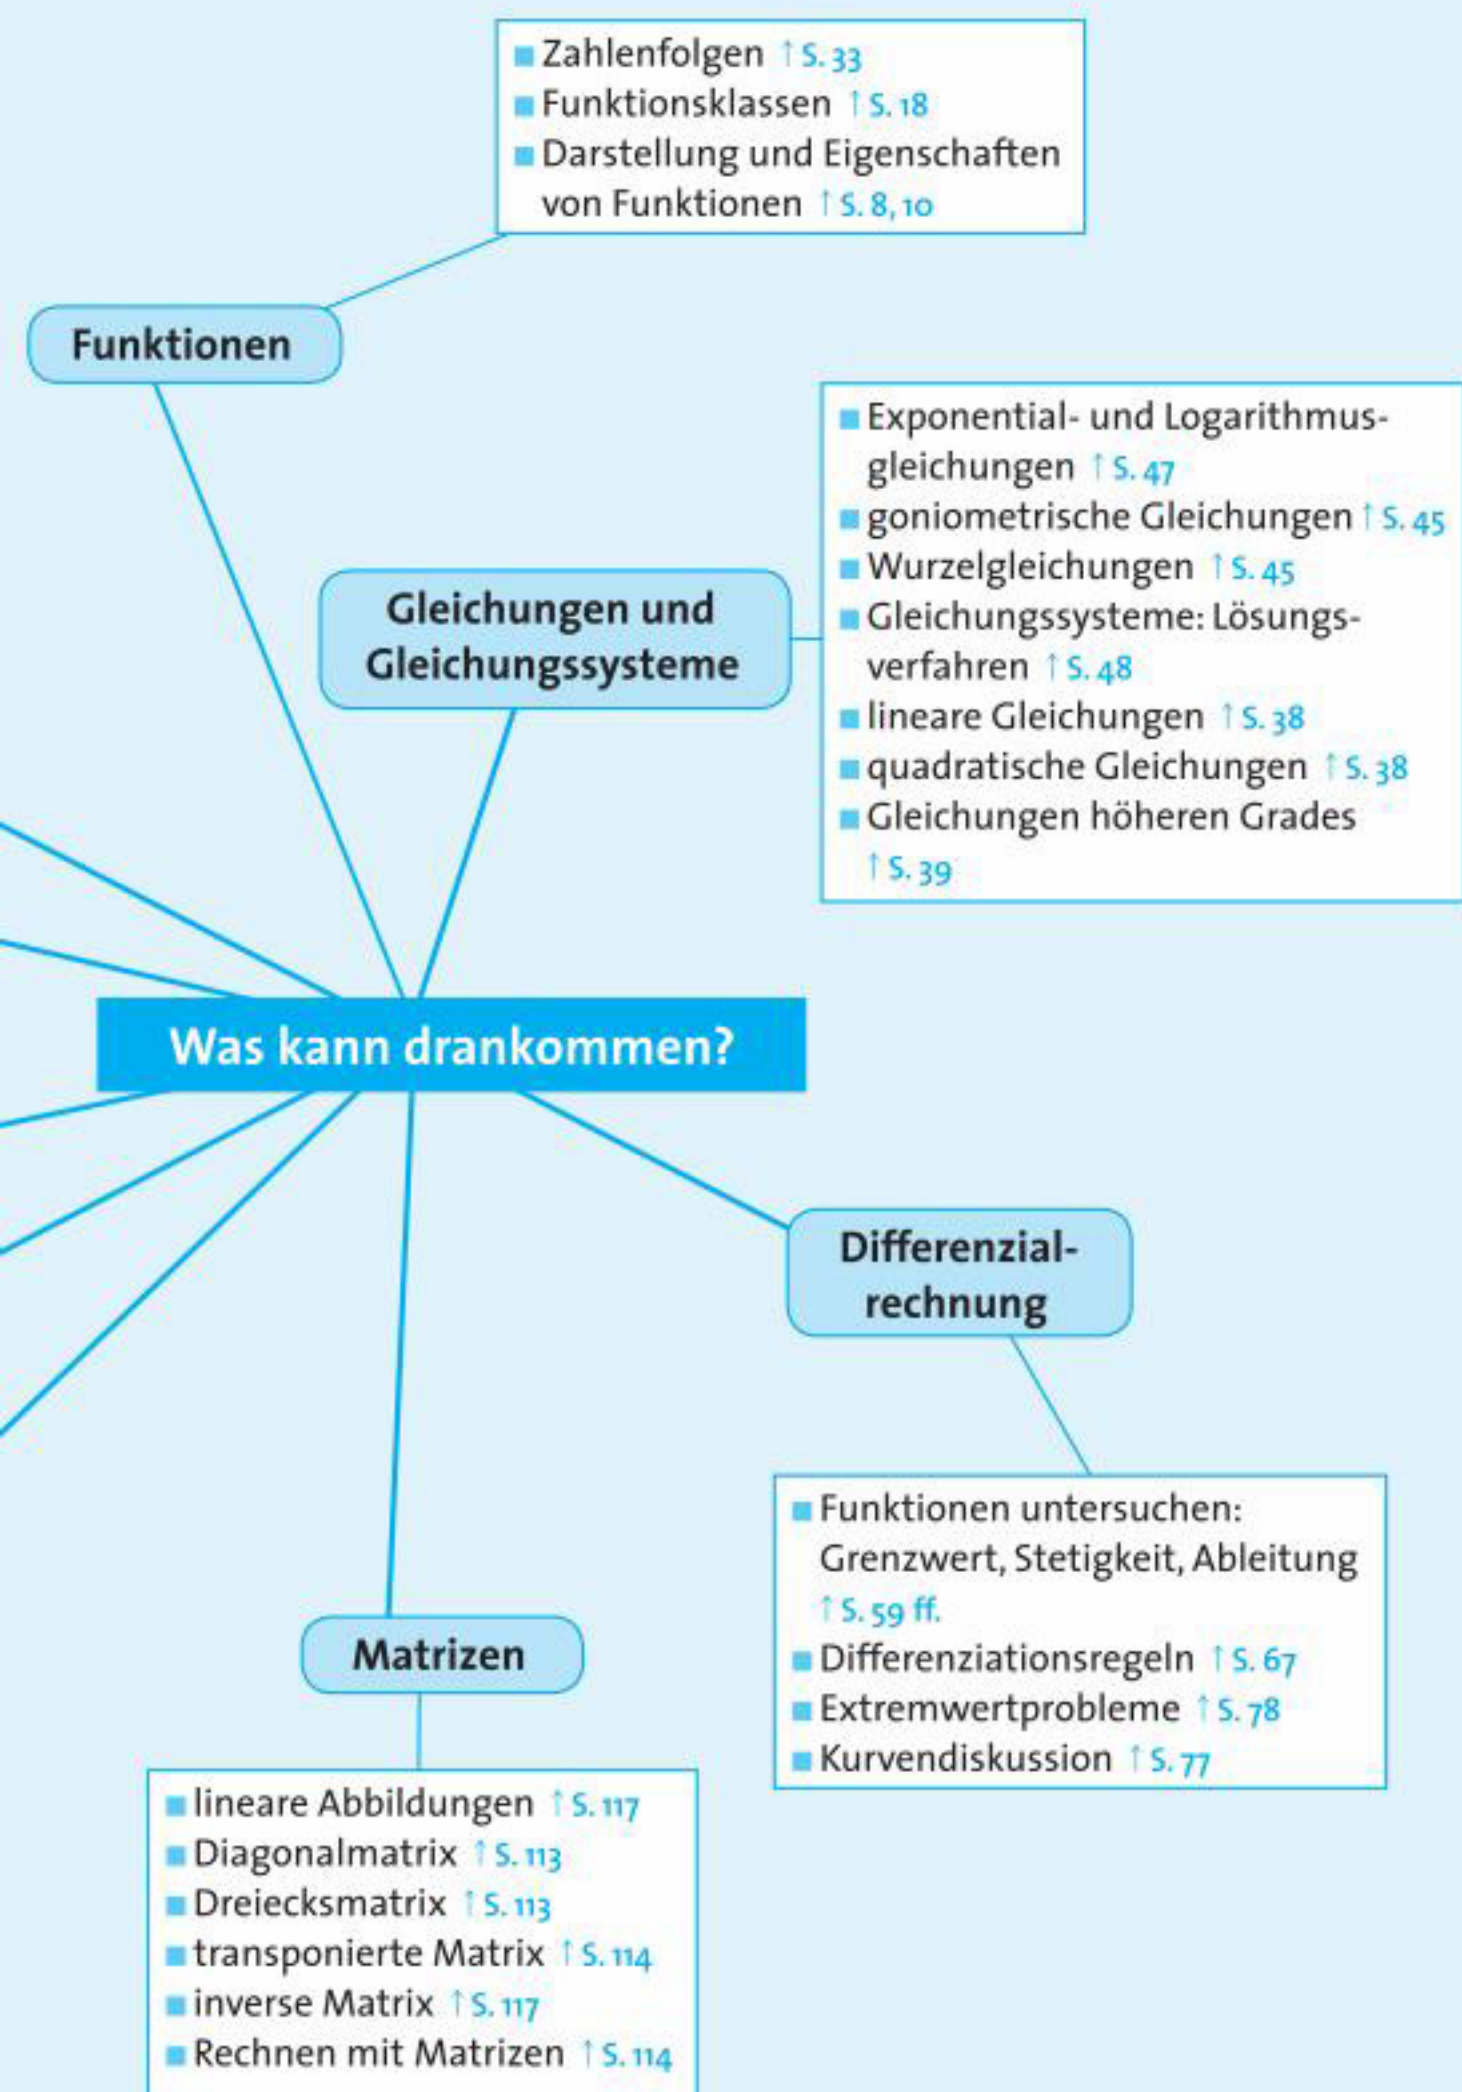 Zahlenfolgen ↑ S. 33
Funktionsklassen ↑ S. 18
Darstellung und Eigenschaften
von Funktionen ↑ S. 8, 10
Funktionen
Exponential- und Logarithmus-
gleichungen ↑ S. 47
goniometrische Gleichungen ↑ S. 45
Wurzelgleichungen ↑ S. 45
Gleichungssysteme: Lösungs-
verfahren ↑ S. 48
lineare Gleichungen ↑ S. 38
quadratische Gleichungen ↑ S. 38
Gleichungen höheren Grades
↑ S. 39
Gleichungen und
Gleichungssysteme
Was kann drankommen?
Differenzial-
rechnung
Funktionen untersuchen:
Grenzwert, Stetigkeit, Ableitung
↑ S. 59 ff.
Differenziationsregeln ↑ S. 67
Extremwertprobleme ↑ S. 78
Kurvendiskussion ↑ S. 77
Matrizen
lineare Abbildungen ↑ S. 117
Diagonalmatrix ↑ S. 113
Dreiecksmatrix ↑ S. 113
transponierte Matrix ↑ S. 114
inverse Matrix ↑ S. 117
Rechnen mit Matrizen ↑ S. 114